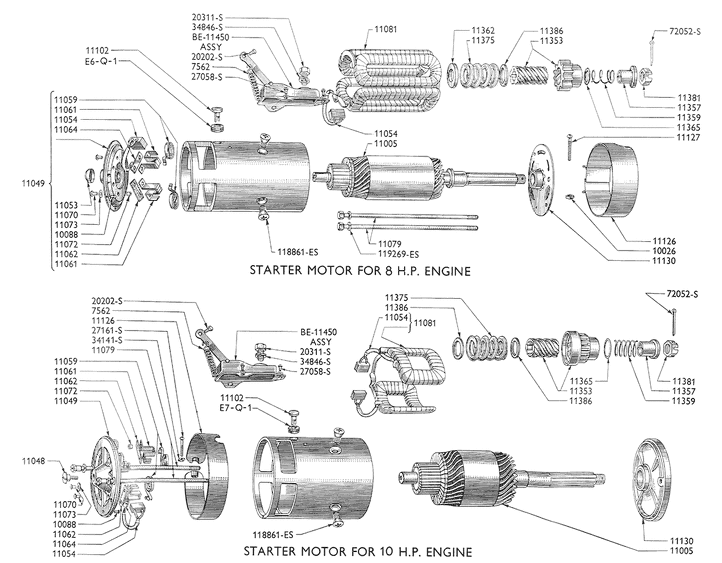 20311-S
34846-S
BE-11450
ASSY
20202-S
7562
27058-S
11102
E6-Q-1
11081
11362
11375
11386
11353
72052-S
11381
11357
11359
11365
11127
11059
11061
11054
11064
11049
11053
11070
11073
10088
11072
11062
11061
11054
11005
118861-ES
11079
119269-ES
11126
10026
11130
STARTER MOTOR FOR 8 H.P. ENGINE
20202-S
7562
11126
27161-S
34141-S
11079
11059
11061
11062
11072
11049
BE-11450
ASSY
20311-S
34846-S
27058-S
11102
E7-Q-1
11375
11386
11054
11081
72052-S
11365
11353
11386
11381
11357
11359
11048
11070
11073
10088
11062
11064
11054
118861-ES
11130
11005
STARTER MOTOR FOR 10 H.P. ENGINE